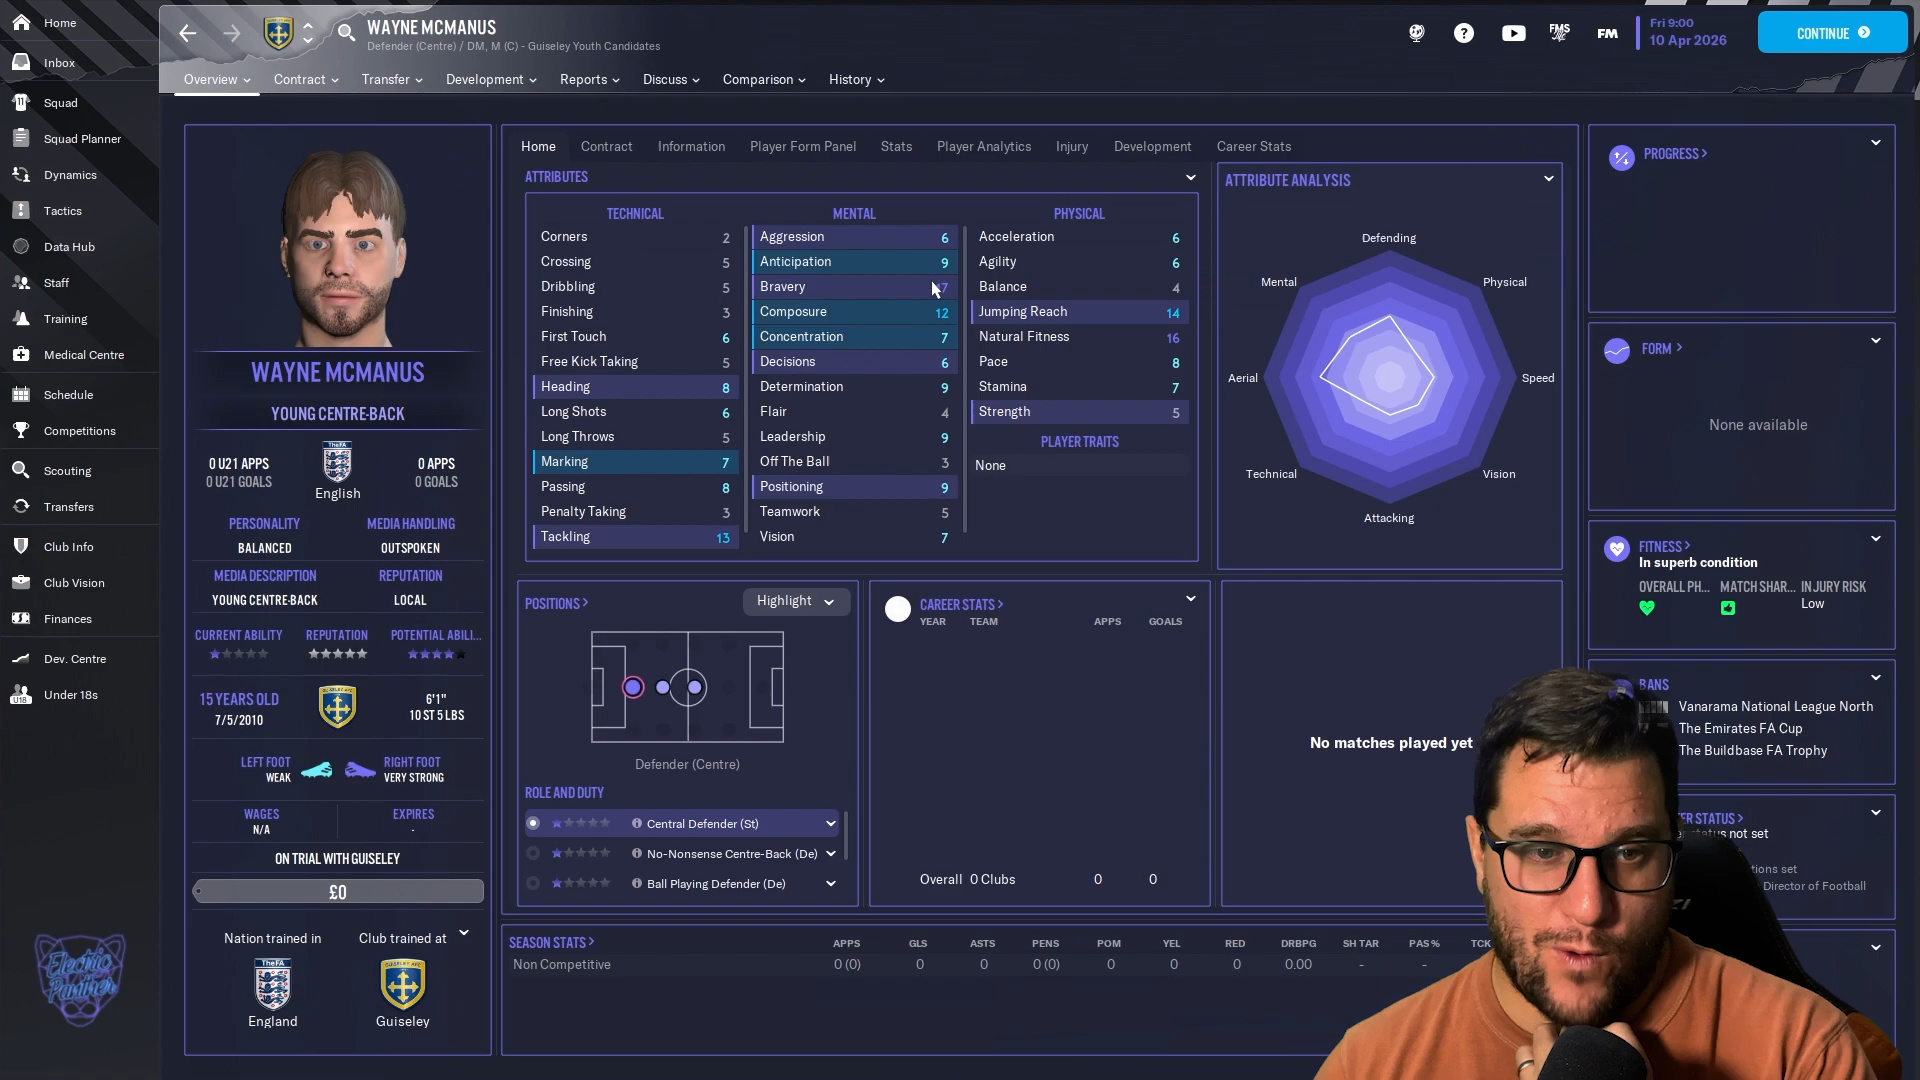 Home
Inbox
Squad
Squad Planner
Dynamics
Tactics
Data Hub
Staff
Training
Medical Centre
Schedule
Competitions
Scouting
Transfers
Club Info
Club Vision
Finances
Dev. Centre
Under 18s
Electric Panther
WAYNE MCMANUS
Defender (Centre) / DM, M (C) - Guiseley Youth Candidates
FM
Fri 9:00
10 Apr 2026
CONTINUE
Overview Contract Transfer Development Reports Discuss Comparison History
WAYNE MCMANUS
YOUNG CENTRE-BACK
0 U21 APPS
0 U21 GOALS
TheFA
English
0 APPS
0 GOALS
PERSONALITY MEDIA HANDLING
BALANCED OUTSPOKEN
MEDIA DESCRIPTION REPUTATION
YOUNG CENTRE-BACK LOCAL
CURRENT ABILITY REPUTATION POTENTIAL ABILI...
15 YEARS OLD
7/5/2010
6'1"
10 ST 5 LBS
LEFT FOOT
WEAK
RIGHT FOOT
VERY STRONG
WAGES EXPIRES
N/A -
ON TRIAL WITH GUISELEY
£0
Nation trained in Club trained at
TheFA
England Guiseley
Home Contract Information Player Form Panel Stats Player Analytics Injury Development Career Stats
ATTRIBUTES
TECHNICAL
Corners 2
Crossing 5
Dribbling 5
Finishing 3
First Touch 6
Free Kick Taking 5
Heading 8
Long Shots 6
Long Throws 5
Marking 7
Passing 8
Penalty Taking 3
Tackling 13
MENTAL
Aggression 6
Anticipation 9
Bravery
Composure 12
Concentration 7
Decisions 6
Determination 9
Flair 4
Leadership 9
Off The Ball 3
Positioning 9
Teamwork 5
Vision 7
PHYSICAL
Acceleration 6
Agility 6
Balance 4
Jumping Reach 14
Natural Fitness 16
Pace 8
Stamina 7
Strength 5
PLAYER TRAITS
None
ATTRIBUTE ANALYSIS
Defending
Mental Physical
Aerial Speed
Technical Vision
Attacking
POSITIONS >
Highlight
Defender (Centre)
ROLE AND DUTY
Central Defender (St)
No-Nonsense Centre-Back (De)
Ball Playing Defender (De)
CAREER STATS >
YEAR TEAM APPS GOALS
Overall 0 Clubs 0 0
No matches played yet
SEASON STATS > APPS GLS ASTS PENS POM YEL RED DRBPG SH TAR PAS % TCK
Non Competitive 0 (0) 0 0 0 (0) 0 0 0 0.00 - -
PROGRESS >
FORM >
None available
FITNESS >
In superb condition
OVERALL PH... MATCH SHAR... INJURY RISK
Low
BANS
Vanarama National League North
The Emirates FA Cup
The Buildbase FA Trophy
STATUS >
status not set
set
Director of Football